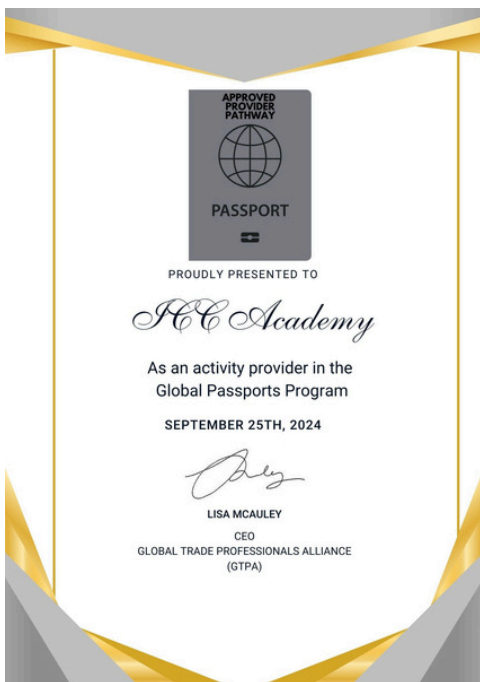 APPROVED
PROVIDER
PATHWAY
PASSPORT
PROUDLY PRESENTED TO
ICC Academy
As an activity provider in the
Global Passports Program
SEPTEMBER 25TH, 2024
LISA MCAULEY
CEO
GLOBAL TRADE PROFESSIONALS ALLIANCE
(GTPA)